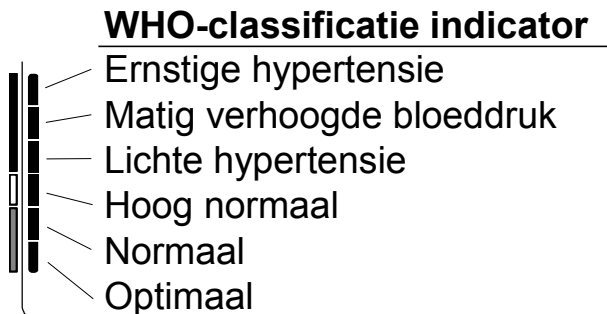 WHO-classificatie indicator
Ernstige hypertensie
Matig verhoogde bloeddruk
Lichte hypertensie
Hoog normaal
Normaal
Optimaal